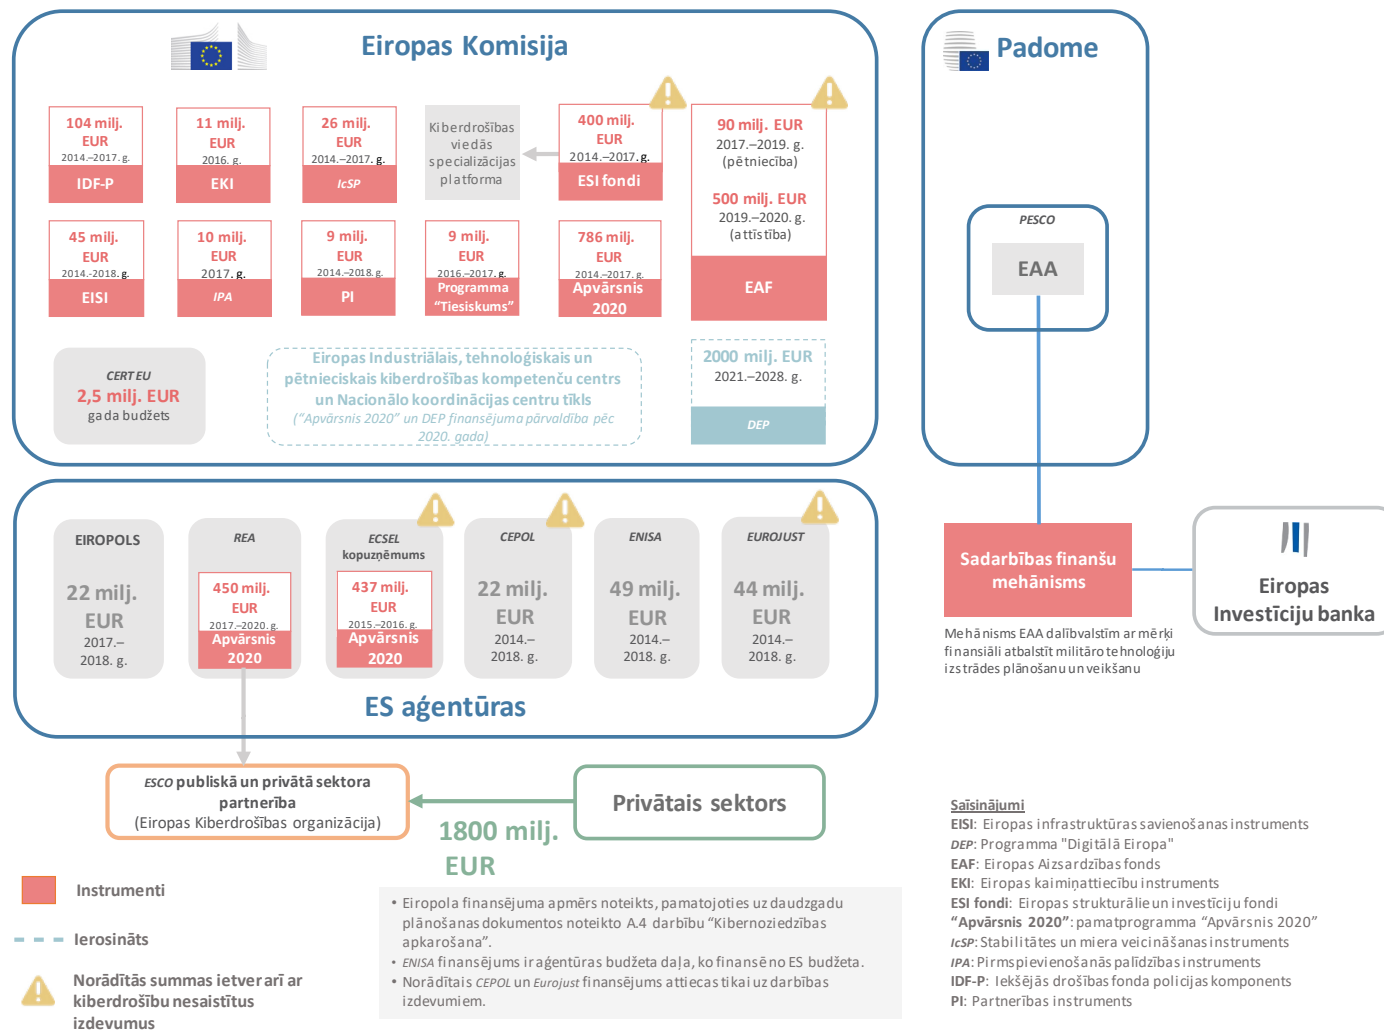 Eiropas Komisija
104 milj.
EUR
2014.–2017. g.
IDF-P
11 milj.
EUR
2016. g.
EKI
26 milj.
EUR
2014.–2017. g.
IcSP
Kiberdrošības
viedās
specializācijas
platforma
400 milj.
EUR
2014.–2017. g.
ESI fondi
90 milj. EUR
2017.–2019. g.
(pētniecība)
500 milj. EUR
2019.–2020. g.
(attīstība)
EAF
45 milj.
EUR
2014.-2018. g.
EISI
10 milj.
EUR
2017. g.
IPA
9 milj.
EUR
2014.–2018. g.
PI
9 milj.
EUR
2016.–2017. g.
Programma
“Tiesiskums”
786 milj.
EUR
2014.–2017. g.
Apvārsnis
2020
CERT EU
2,5 milj. EUR
gada budžets
Eiropas Industriālais, tehnoloģiskais un
pētnieciskais kiberdrošības kompetenču centrs
un Nacionālo koordinācijas centru tīkls
(“Apvārsnis 2020” un DEP finansējuma pārvaldība pēc
2020. gada)
2000 milj. EUR
2021.–2028. g.
DEP
Padome
PESCO
EAA
Sadarbības finanšu
mehānisms
Mehānisms EAA dalībvalstīm ar mērķi
finansiāli atbalstīt militāro tehnoloģiju
izstrādes plānošanu un veikšanu
Eiropas
Investīciju banka
EIROPOLS
22 milj.
EUR
2017.–
2018. g.
REA
450 milj.
EUR
2017.–2020. g.
Apvārsnis
2020
ECSEL
kopuzņēmums
437 milj.
EUR
2015.–2016. g.
Apvārsnis
2020
CEPOL
22 milj.
EUR
2014.–
2018. g.
ENISA
49 milj.
EUR
2014.–
2018. g.
EUROJUST
44 milj.
EUR
2014.–
2018. g.
ES aģentūras
ESCO publiskā un privātā sektora
partnerība
(Eiropas Kiberdrošības organizācija)
Privātais sektors
1800 milj.
EUR
Instrumenti
Ierosināts
Norādītās summas ietver arī ar
kiberdrošību nesaistītus
izdevumus
• Eiropola finansējuma apmērs noteikts, pamatojoties uz daudzgadu
plānošanas dokumentos noteikto A.4 darbību “Kibernoziedzības
apkarošana”.
• ENISA finansējums ir aģentūras budžeta daļa, ko finansē no ES budžeta.
• Norādītais CEPOL un Eurojust finansējums attiecas tikai uz darbības
izdevumiem.
Saīsinājumi
EISI: Eiropas infrastruktūras savienošanas instruments
DEP: Programma "Digitālā Eiropa"
EAF: Eiropas Aizsardzības fonds
EKI: Eiropas kaimiņattiecību instruments
ESI fondi: Eiropas strukturālie un investīciju fondi
“Apvārsnis 2020”: pamatprogramma “Apvārsnis 2020”
IcSP: Stabilitātes un miera veicināšanas instruments
IPA: Pirmspievienošanās palīdzības instruments
IDF-P: Iekšējās drošības fonda policijas komponents
PI: Partnerības instruments